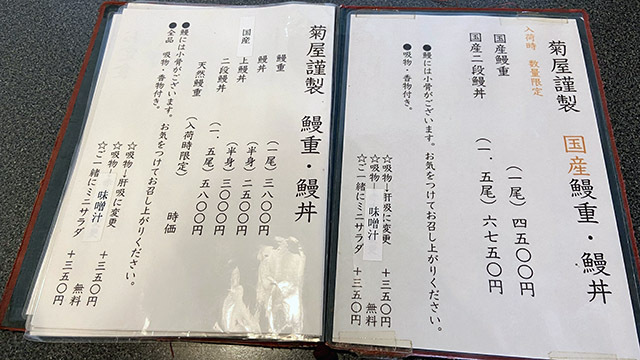 菊屋謹製 国産鰻重・鰻丼
入荷時 数量限定
国産鰻重 (一尾) 四五〇〇円
国産二段鰻丼 (一.五尾) 六七五〇円
●鰻には小骨がございます。お気をつけてお召し上がりください。
●吸物・香物付き。
☆吸物→肝吸に変更 +三五〇円
☆吸物→味噌汁 無料
☆ご一緒にミニサラダ +三五〇円
菊屋謹製 鰻重・鰻丼
鰻重 (一尾) 三八〇〇円
鰻丼 (半身) 二五〇〇円
国産 上鰻丼 (半身) 三〇〇〇円
二段鰻丼 (一.五尾) 五八〇〇円
天然鰻重 (入荷時限定) 時価
●鰻には小骨がございます。お気をつけてお召し上がりください。
●全品 吸物・香物付き。
☆吸物→肝吸に変更 +三五〇円
☆吸物→味噌汁 無料
☆ご一緒にミニサラダ +三五〇円